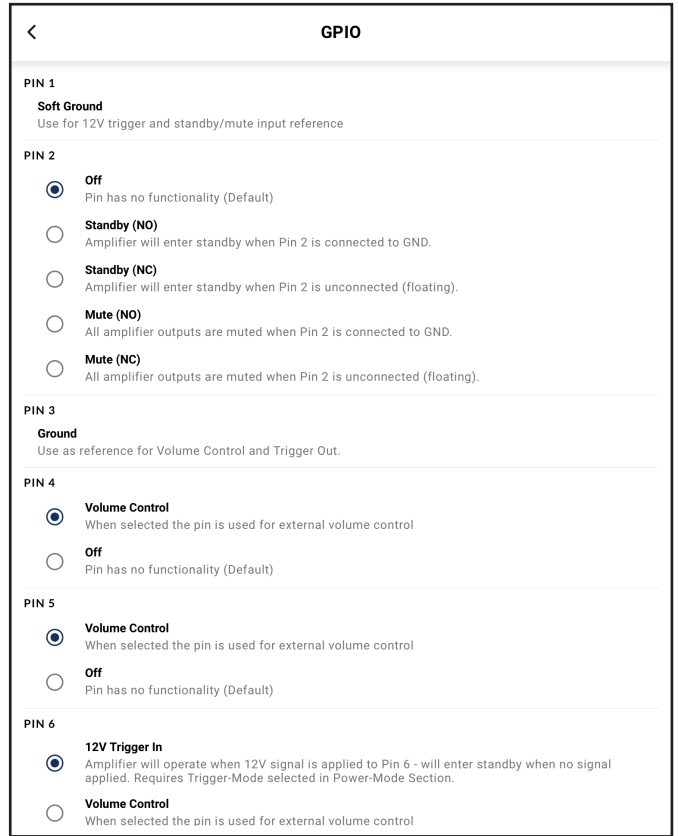 GPIO
PIN 1
Soft Ground
Use for 12V trigger and standby/mute input reference
PIN 2
Off
Pin has no functionality (Default)
Standby (NO)
Amplifier will enter standby when Pin 2 is connected to GND.
Standby (NC)
Amplifier will enter standby when Pin 2 is unconnected (floating).
Mute (NO)
All amplifier outputs are muted when Pin 2 is connected to GND.
Mute (NC)
All amplifier outputs are muted when Pin 2 is unconnected (floating).
PIN 3
Ground
Use as reference for Volume Control and Trigger Out.
PIN 4
Volume Control
When selected the pin is used for external volume control
Off
Pin has no functionality (Default)
PIN 5
Volume Control
When selected the pin is used for external volume control
Off
Pin has no functionality (Default)
PIN 6
12V Trigger In
Amplifier will operate when 12V signal is applied to Pin 6 - will enter standby when no signal
applied. Requires Trigger-Mode selected in Power-Mode Section.
Volume Control
When selected the pin is used for external volume control